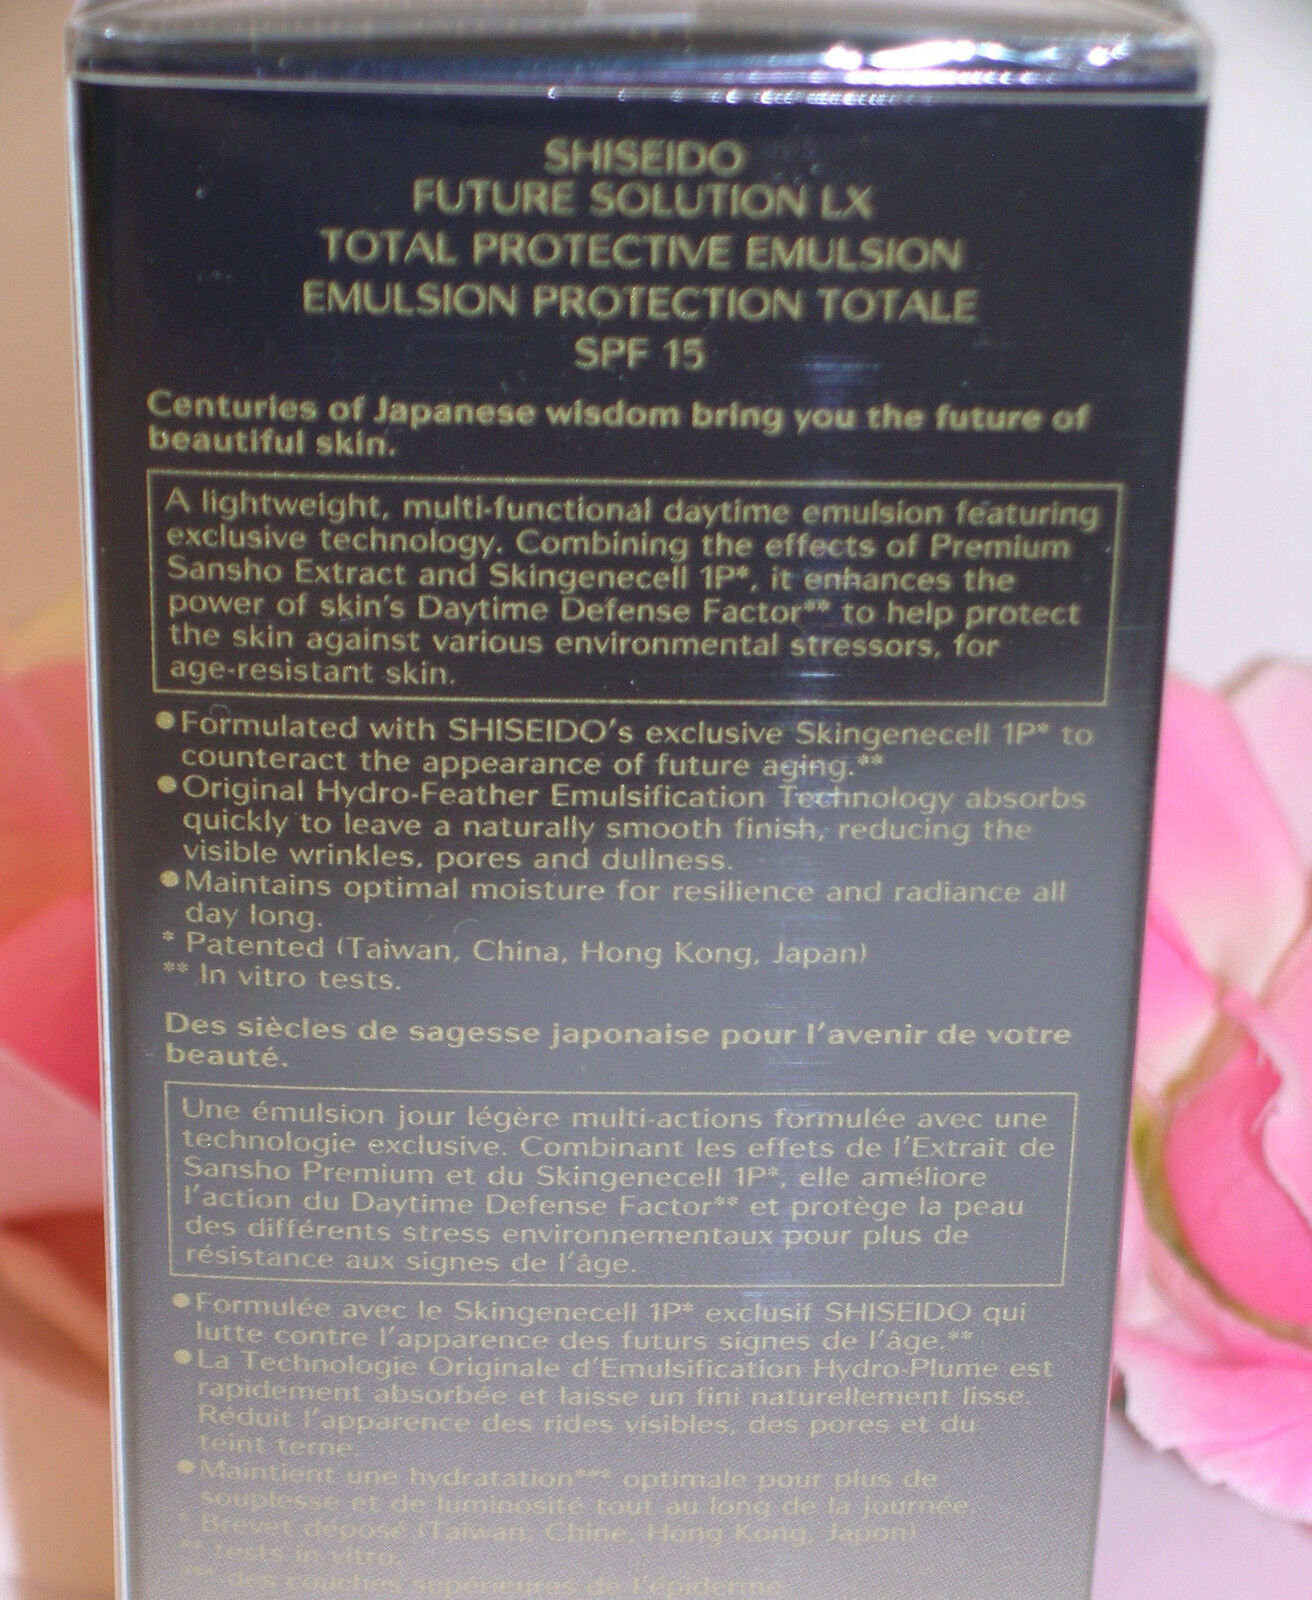 SHISEIDO
FUTURE SOLUTION LX
TOTAL PROTECTIVE EMULSION
EMULSION PROTECTION TOTALE
SPF 15
Centuries of Japanese wisdom bring you the future of
beautiful skin.
A lightweight, multi-functional daytime emulsion featuring
exclusive technology. Combining the effects of Premium
Sansho Extract and Skingenecell 1P*, it enhances the
power of skin's Daytime Defense Factor** to help protect
the skin against various environmental stressors, for
age-resistant skin.
●Formulated with SHISEIDO's exclusive Skingenecell 1P* to
counteract the appearance of future aging.**
●Original Hydro-Feather Emulsification Technology absorbs
quickly to leave a naturally smooth finish, reducing the
visible wrinkles, pores and dullness.
●Maintains optimal moisture for resilience and radiance all
day long.
* Patented (Taiwan, China, Hong Kong, Japan)
** In vitro tests.
Des siècles de sagesse japonaise pour l'avenir de votre
beauté.
Une émulsion jour légère multi-actions formulée avec une
technologie exclusive. Combinant les effets de l'Extrait de
Sansho Premium et du Skingenecell 1P*, elle améliore
l'action du Daytime Defense Factor** et protège la peau
des différents stress environnementaux pour plus de
résistance aux signes de l'âge.
●Formulée avec le Skingenecell 1P* exclusif SHISEIDO qui
lutte contre l'apparence des futurs signes de l'âge.**
●La Technologie Originale d'Emulsification Hydro-Plume est
rapidement absorbée et laisse un fini naturellement lisse.
Réduit l'apparence des rides visibles, des pores et du
teint terne.
●Maintient une hydratation*** optimale pour plus de
souplesse et de luminosité tout au long de la journée.
* Brevet déposé (Taiwan, Chine, Hong Kong, Japon)
** tests in vitro.
*** des couches supérieures de l'épiderme.